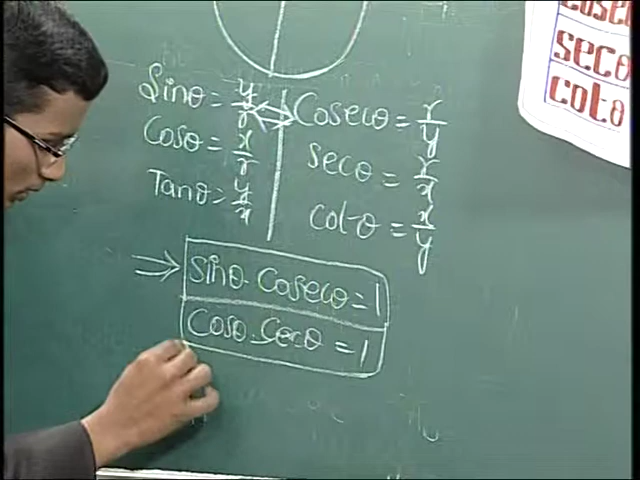 Sinθ = y/r
Cosecθ = r/y
Cosθ = x/r
Secθ = r/x
Tanθ = y/x
Cotθ = x/y
⇒ Sinθ. Cosecθ = 1
Cosθ. Secθ = 1
cosec
secθ
cotθ